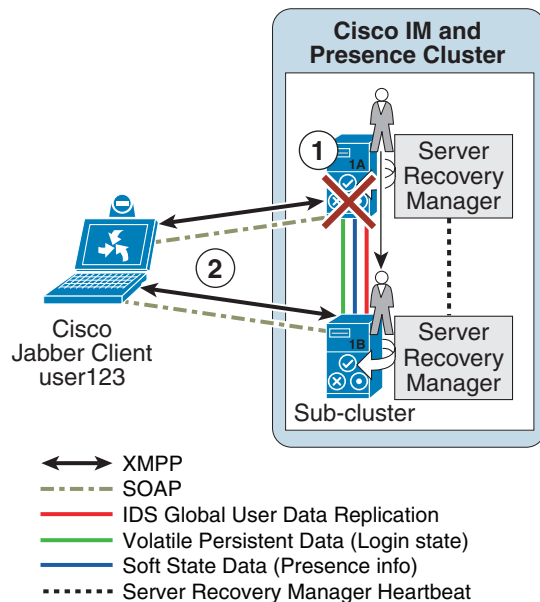 Cisco IM and
Presence Cluster
1
1A
Server
Recovery
Manager
2
Cisco
Jabber Client
user123
1B
Server
Recovery
Manager
Sub-cluster
XMPP
SOAP
IDS Global User Data Replication
Volatile Persistent Data (Login state)
Soft State Data (Presence info)
Server Recovery Manager Heartbeat